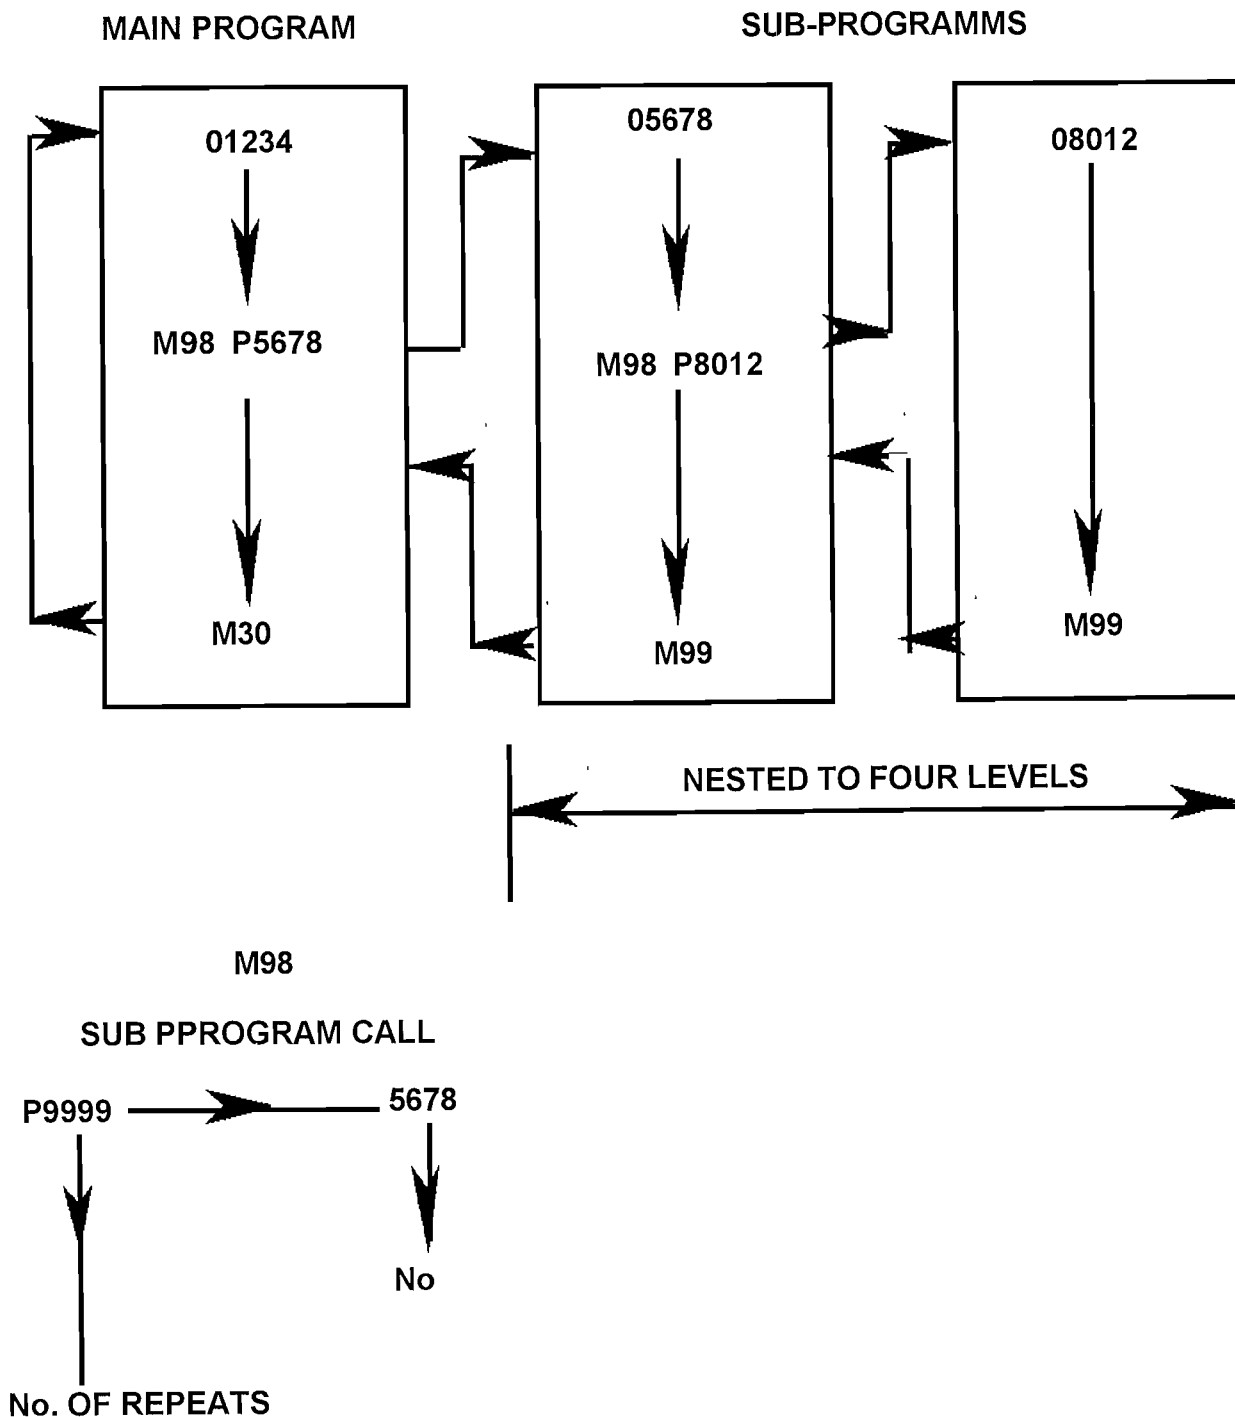 MAIN PROGRAM
SUB-PROGRAMMS
01234
M98 P5678
M30
05678
M98 P8012
M99
08012
M99
NESTED TO FOUR LEVELS
M98
SUB PPROGRAM CALL
P9999
5678
No
No. OF REPEATS